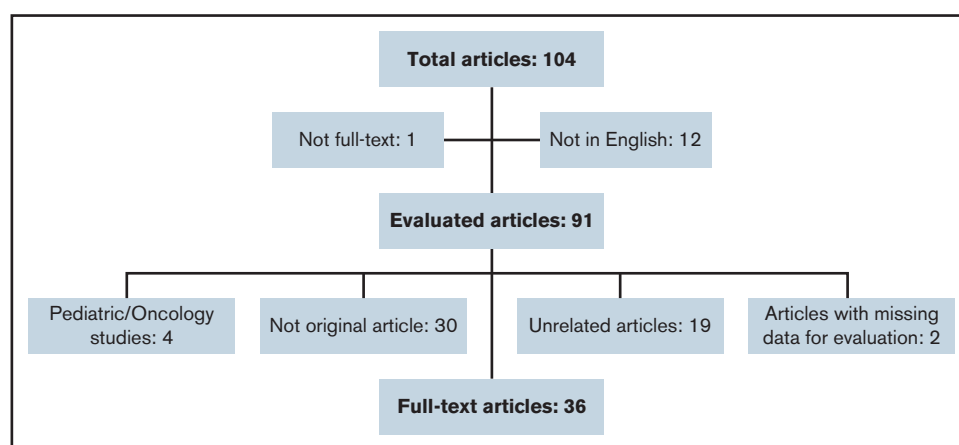 Total articles: 104
Not full-text: 1
Not in English: 12
Evaluated articles: 91
Pediatric/Oncology
studies: 4
Not original article: 30
Unrelated articles: 19
Articles with missing
data for evaluation: 2
Full-text articles: 36